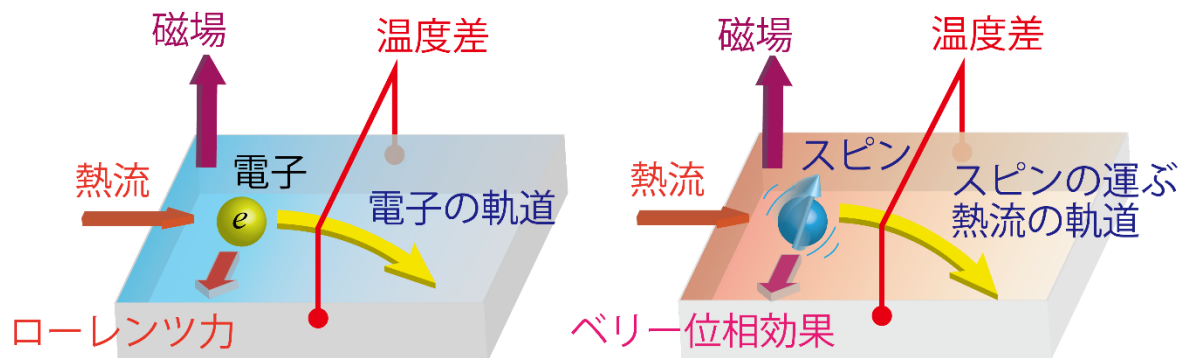 磁場
温度差
電子
熱流
e
電子の軌道
ローレンツ力
磁場
温度差
スピン
熱流
スピンの運ぶ
熱流の軌道
ベリー位相効果